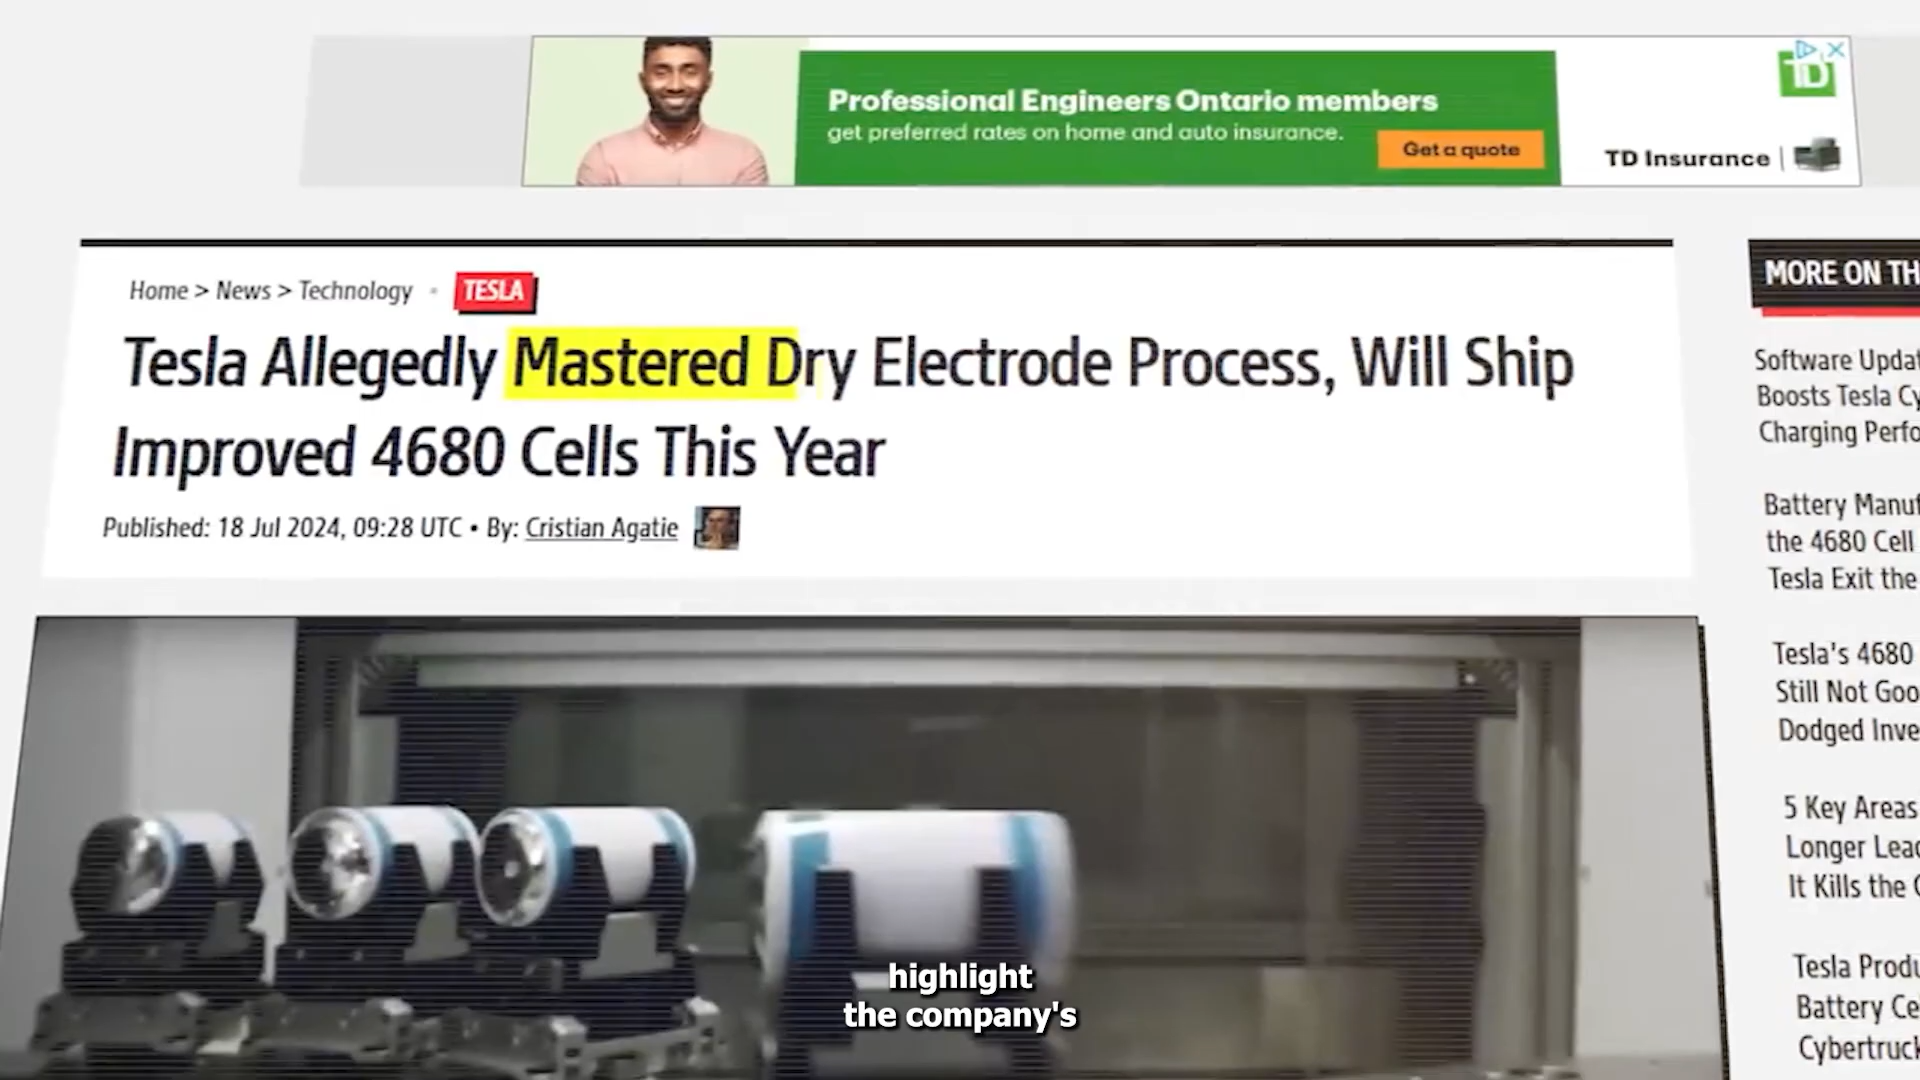 Professional Engineers Ontario members
get preferred rates on home and auto insurance.
Get a quote
TD
TD Insurance
Home > News > Technology • TESLA
Tesla Allegedly Mastered Dry Electrode Process, Will Ship
Improved 4680 Cells This Year
Published: 18 Jul 2024, 09:28 UTC • By: Cristian Agatie
MORE ON TH
Software Updat
Boosts Tesla Cy
Charging Perfo
Battery Manuf
the 4680 Cell
Tesla Exit the
Tesla's 4680
Still Not Goo
Dodged Inve
5 Key Areas
Longer Lead
It Kills the
Tesla Produ
Battery Ce
Cybertruck
highlight
the company's